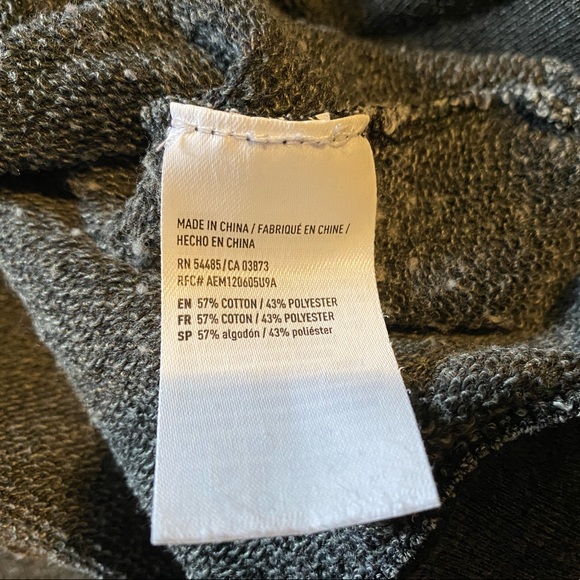 MADE IN CHINA / FABRIQUÉ EN CHINE /
HECHO EN CHINA
RN 54485 / CA 03873
RFC# AEM120605U9A
EN 57% COTTON / 43% POLYESTER
FR 57% COTON / 43% POLYESTER
SP 57% algodón / 43% poliéster